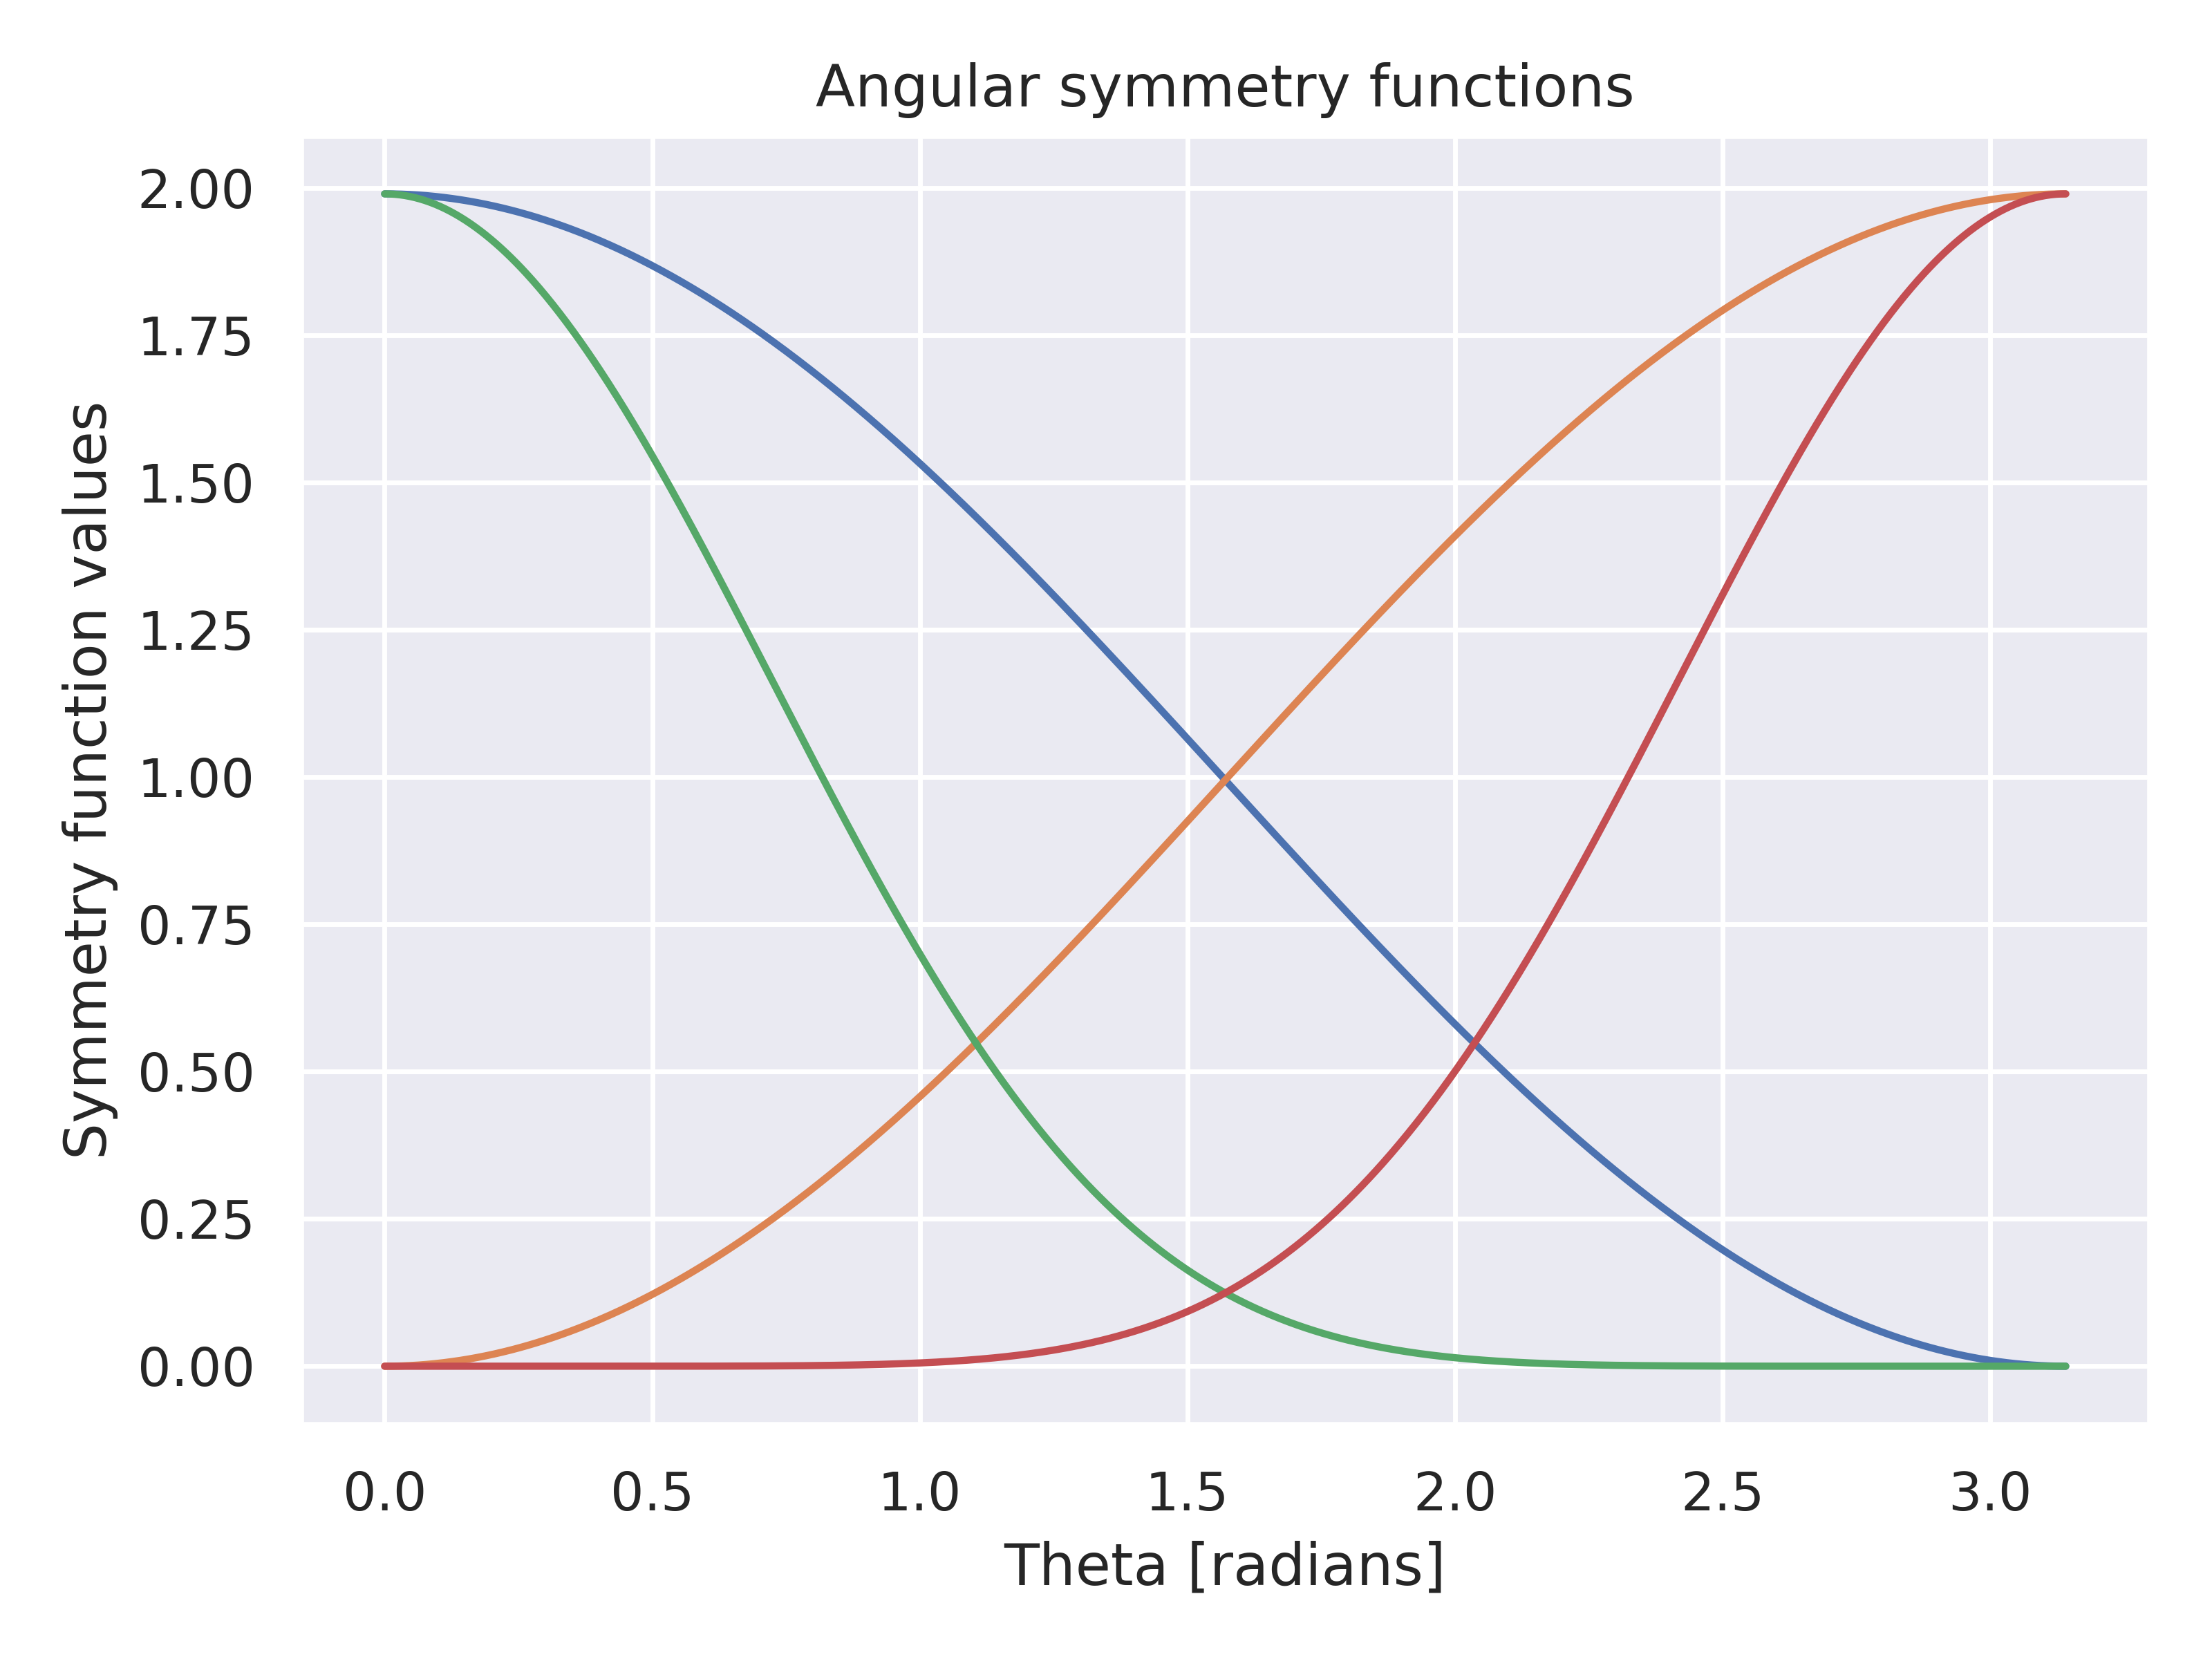 Angular symmetry functions
2.00
1.75
1.50
1.25
1.00
0.75
0.50
0.25
0.00
Symmetry function values
0.0 0.5 1.0 1.5 2.0 2.5 3.0
Theta [radians]